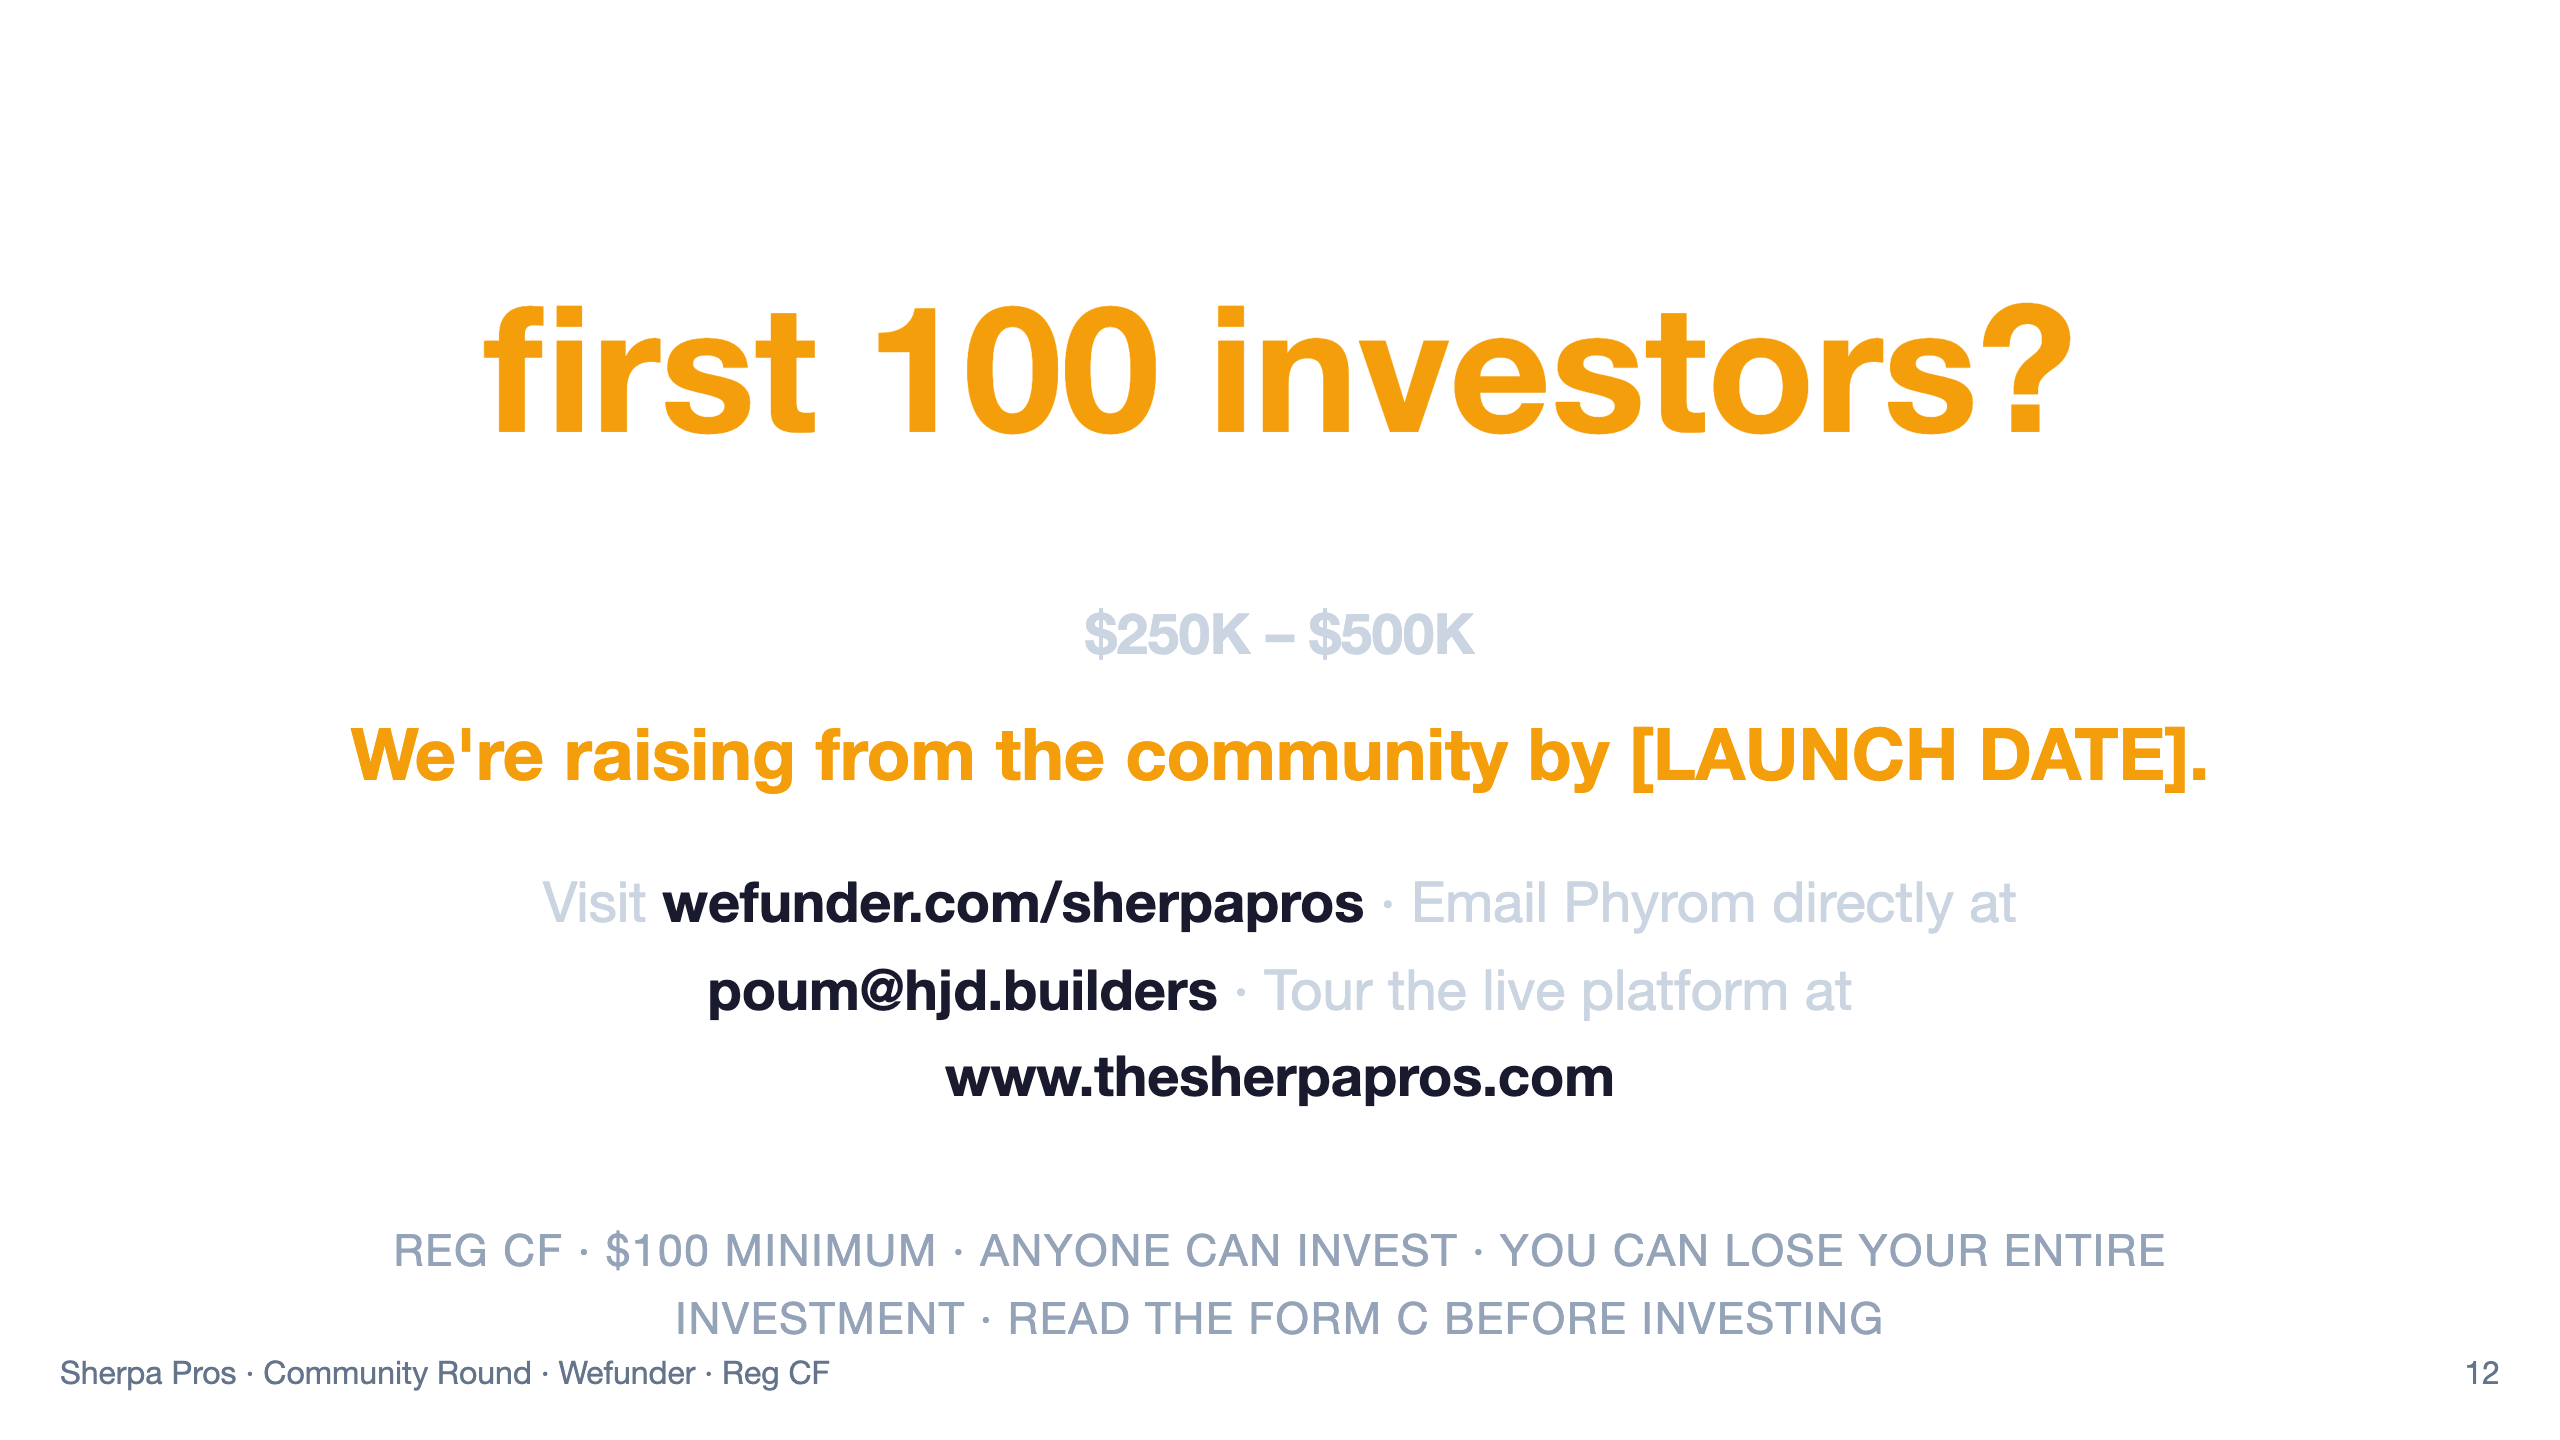 first 100 investors?
$250K – $500K
We're raising from the community by [LAUNCH DATE].
Visit wefunder.com/sherpapros · Email Phyrom directly at
poum@hjd.builders · Tour the live platform at
www.thesherpapros.com
REG CF · $100 MINIMUM · ANYONE CAN INVEST · YOU CAN LOSE YOUR ENTIRE
INVESTMENT · READ THE FORM C BEFORE INVESTING
Sherpa Pros · Community Round · Wefunder · Reg CF
12